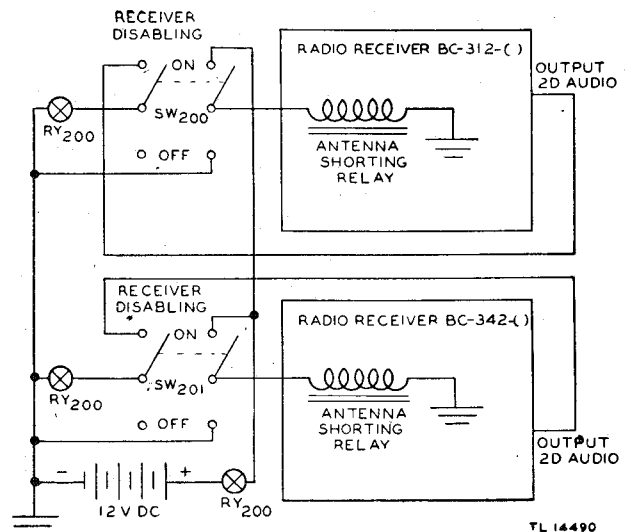 RECEIVER
DISABLING
ON
SW200
RY200
OFF
RADIO RECEIVER BC-312-( )
ANTENNA
SHORTING
RELAY
OUTPUT
2D AUDIO
RECEIVER
DISABLING
ON
SW201
RY200
OFF
RADIO RECEIVER BC-342-( )
ANTENNA
SHORTING
RELAY
OUTPUT
2D AUDIO
- +
12 V DC
RY200
TL 14490